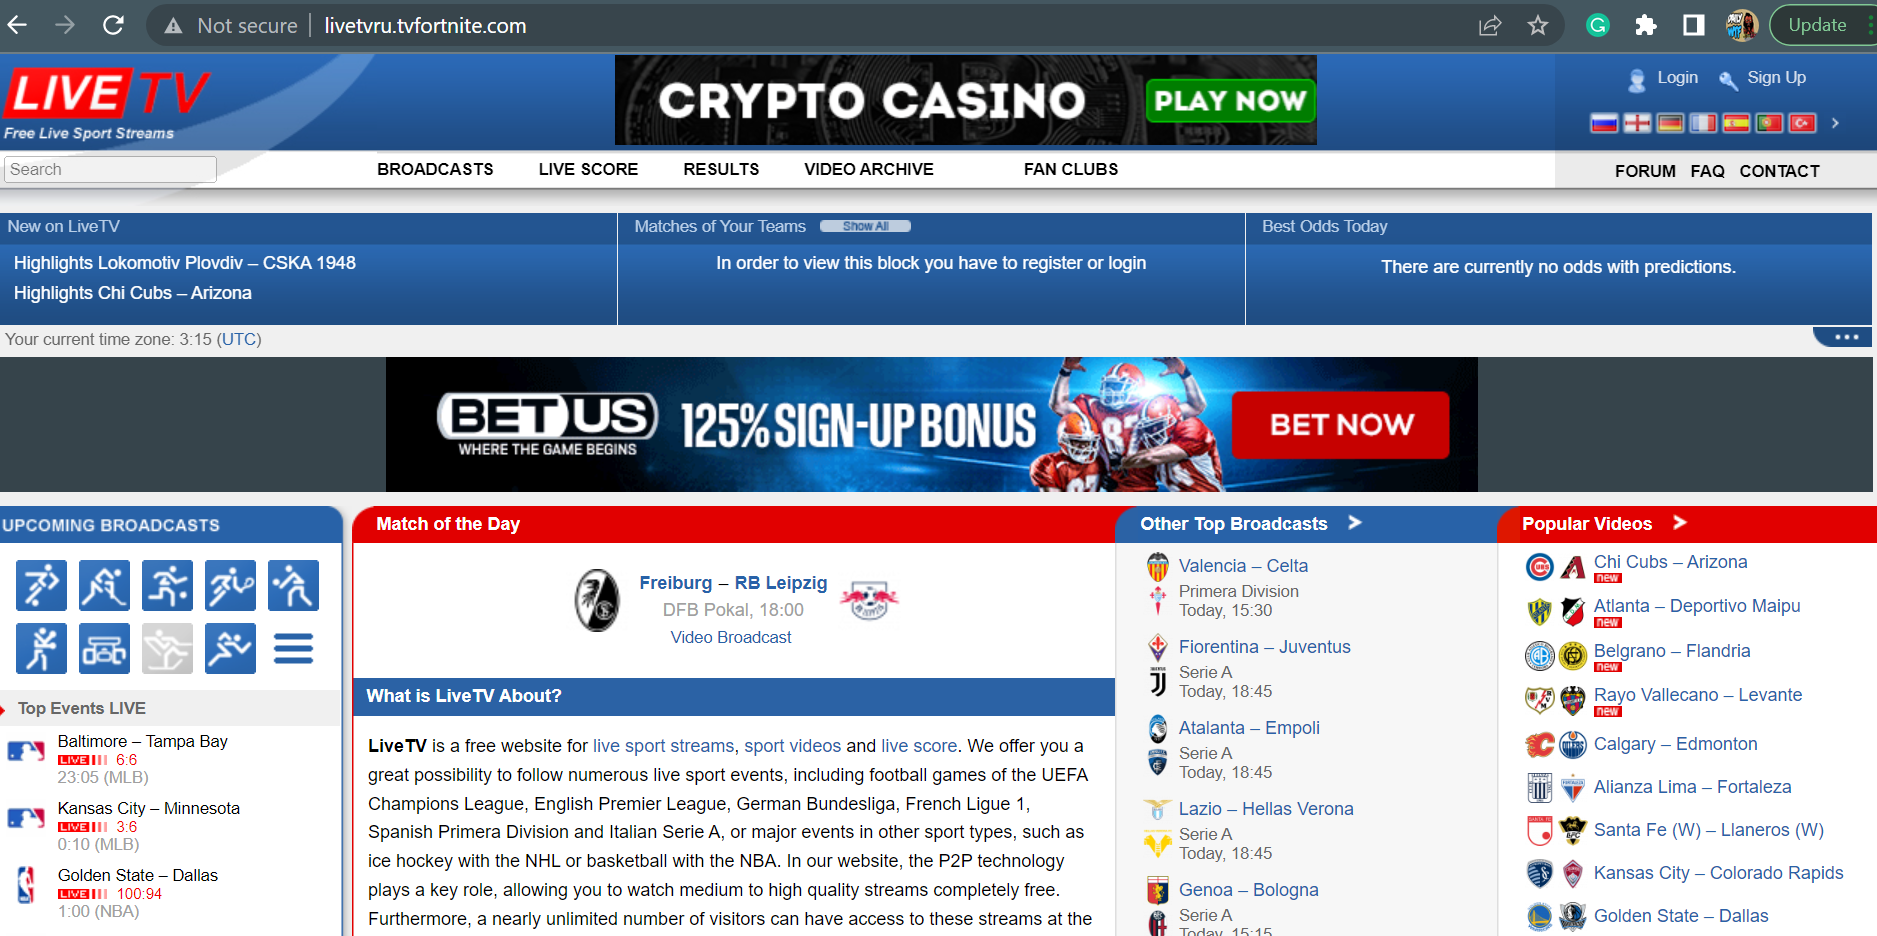 Not secure | livetvru.tvfortnite.com
Update
LIVE TV
Free Live Sport Streams
CRYPTO CASINO PLAY NOW
Login Sign Up
Search
BROADCASTS LIVE SCORE RESULTS VIDEO ARCHIVE FAN CLUBS
FORUM FAQ CONTACT
New on LiveTV
Highlights Lokomotiv Plovdiv – CSKA 1948
Highlights Chi Cubs – Arizona
Matches of Your Teams Show All
In order to view this block you have to register or login
Best Odds Today
There are currently no odds with predictions.
Your current time zone: 3:15 (UTC)
BETUS
WHERE THE GAME BEGINS
125% SIGN-UP BONUS
BET NOW
UPCOMING BROADCASTS
Top Events LIVE
Baltimore – Tampa Bay
LIVE 6:6
23:05 (MLB)
Kansas City – Minnesota
LIVE 3:6
0:10 (MLB)
Golden State – Dallas
LIVE 100:94
1:00 (NBA)
Match of the Day
Freiburg – RB Leipzig
DFB Pokal, 18:00
Video Broadcast
What is LiveTV About?
LiveTV is a free website for live sport streams, sport videos and live score. We offer you a
great possibility to follow numerous live sport events, including football games of the UEFA
Champions League, English Premier League, German Bundesliga, French Ligue 1,
Spanish Primera Division and Italian Serie A, or major events in other sport types, such as
ice hockey with the NHL or basketball with the NBA. In our website, the P2P technology
plays a key role, allowing you to watch medium to high quality streams completely free.
Furthermore, a nearly unlimited number of visitors can have access to these streams at the
Other Top Broadcasts
Valencia – Celta
Primera Division
Today, 15:30
Fiorentina – Juventus
Serie A
Today, 18:45
Atalanta – Empoli
Serie A
Today, 18:45
Lazio – Hellas Verona
Serie A
Today, 18:45
Genoa – Bologna
Serie A
Today, 15:15
Popular Videos
Chi Cubs – Arizona
new
Atlanta – Deportivo Maipu
new
Belgrano – Flandria
new
Rayo Vallecano – Levante
new
Calgary – Edmonton
Alianza Lima – Fortaleza
Santa Fe (W) – Llaneros (W)
Kansas City – Colorado Rapids
Golden State – Dallas